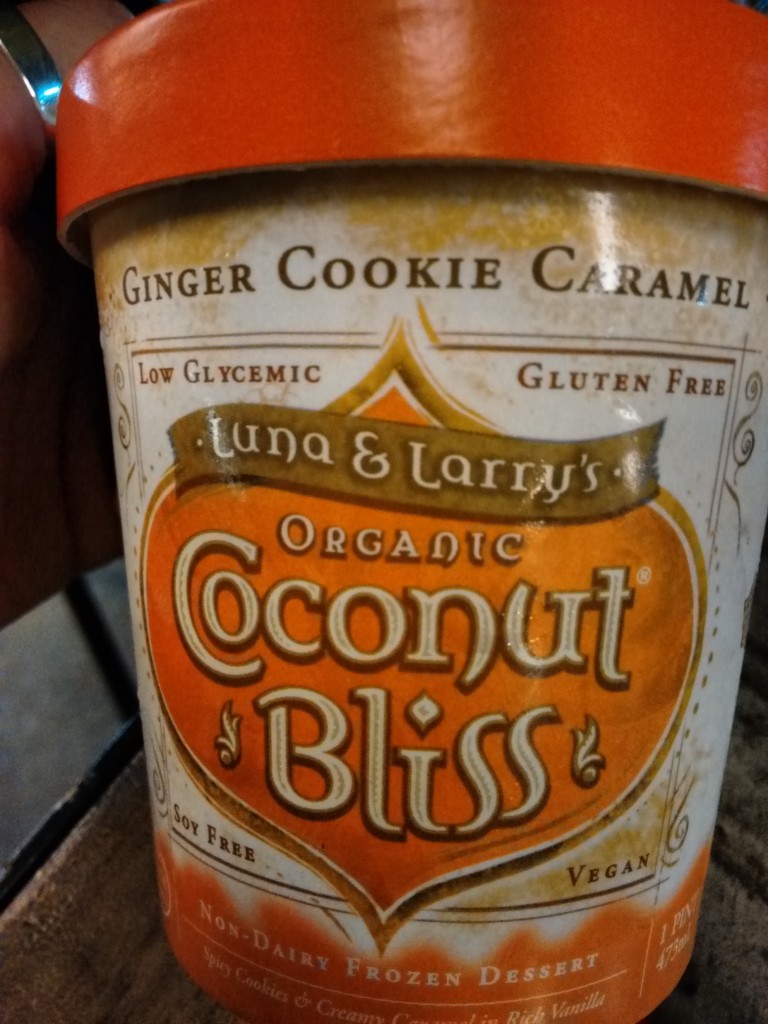 GINGER COOKIE CARAMEL
LOW GLYCEMIC
GLUTEN FREE
·Luna & Larry's·
ORGANIC
Coconut®
Bliss
SOY FREE
VEGAN
NON-DAIRY FROZEN DESSERT
1 PINT
473ml
Spicy Cookies & Creamy Caramel in Rich Vanilla